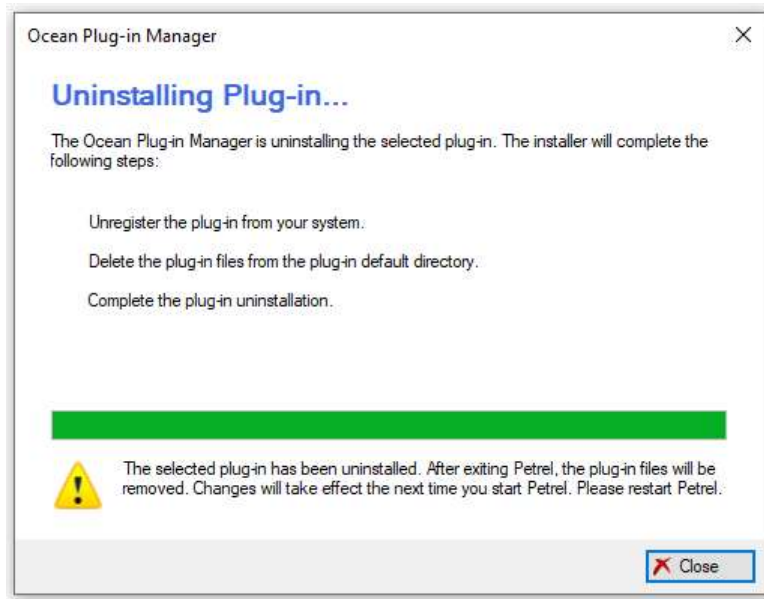 Ocean Plug-in Manager
Uninstalling Plug-in...
The Ocean Plug-in Manager is uninstalling the selected plug-in. The installer will complete the
following steps:
Unregister the plug-in from your system.
Delete the plug-in files from the plug-in default directory.
Complete the plug-in uninstallation.
The selected plug-in has been uninstalled. After exiting Petrel, the plug-in files will be
removed. Changes will take effect the next time you start Petrel. Please restart Petrel.
Close